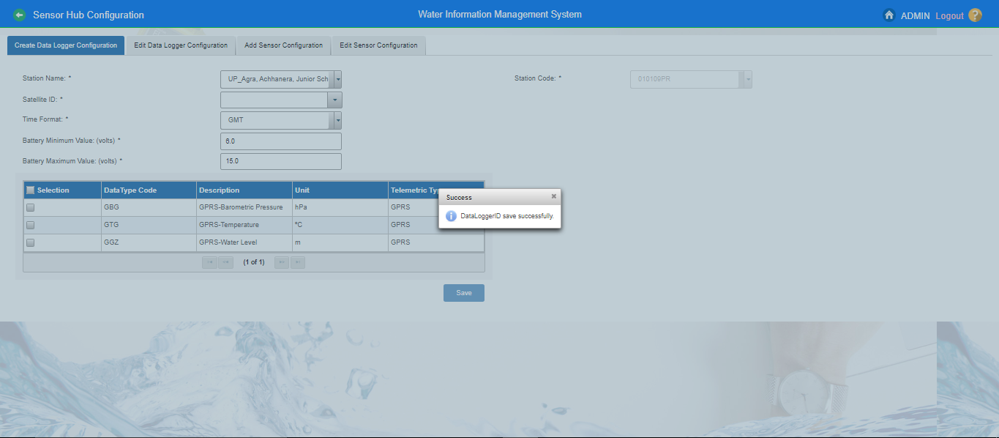 Sensor Hub Configuration
Water Information Management System
ADMIN Logout ?
Create Data Logger Configuration Edit Data Logger Configuration Add Sensor Configuration Edit Sensor Configuration
Station Name: * UP_Agra, Achhanera, Junior Sch Station Code: * 010109PR
Satellite ID: *
Time Format: * GMT
Battery Minimum Value: (volts) * 6.0
Battery Maximum Value: (volts) * 15.0
Selection DataType Code Description Unit Telemetric Ty
GBG GPRS-Barometric Pressure hPa GPRS
GTG GPRS-Temperature °C GPRS
GGZ GPRS-Water Level m GPRS
(1 of 1)
Success
DataLoggerID save successfully.
Save